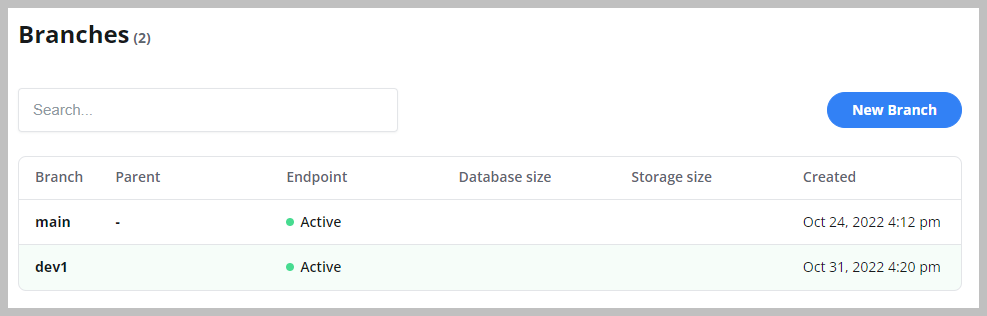 Branches (2)
Search...
New Branch
Branch Parent Endpoint Database size Storage size Created
main - Active Oct 24, 2022 4:12 pm
dev1 Active Oct 31, 2022 4:20 pm